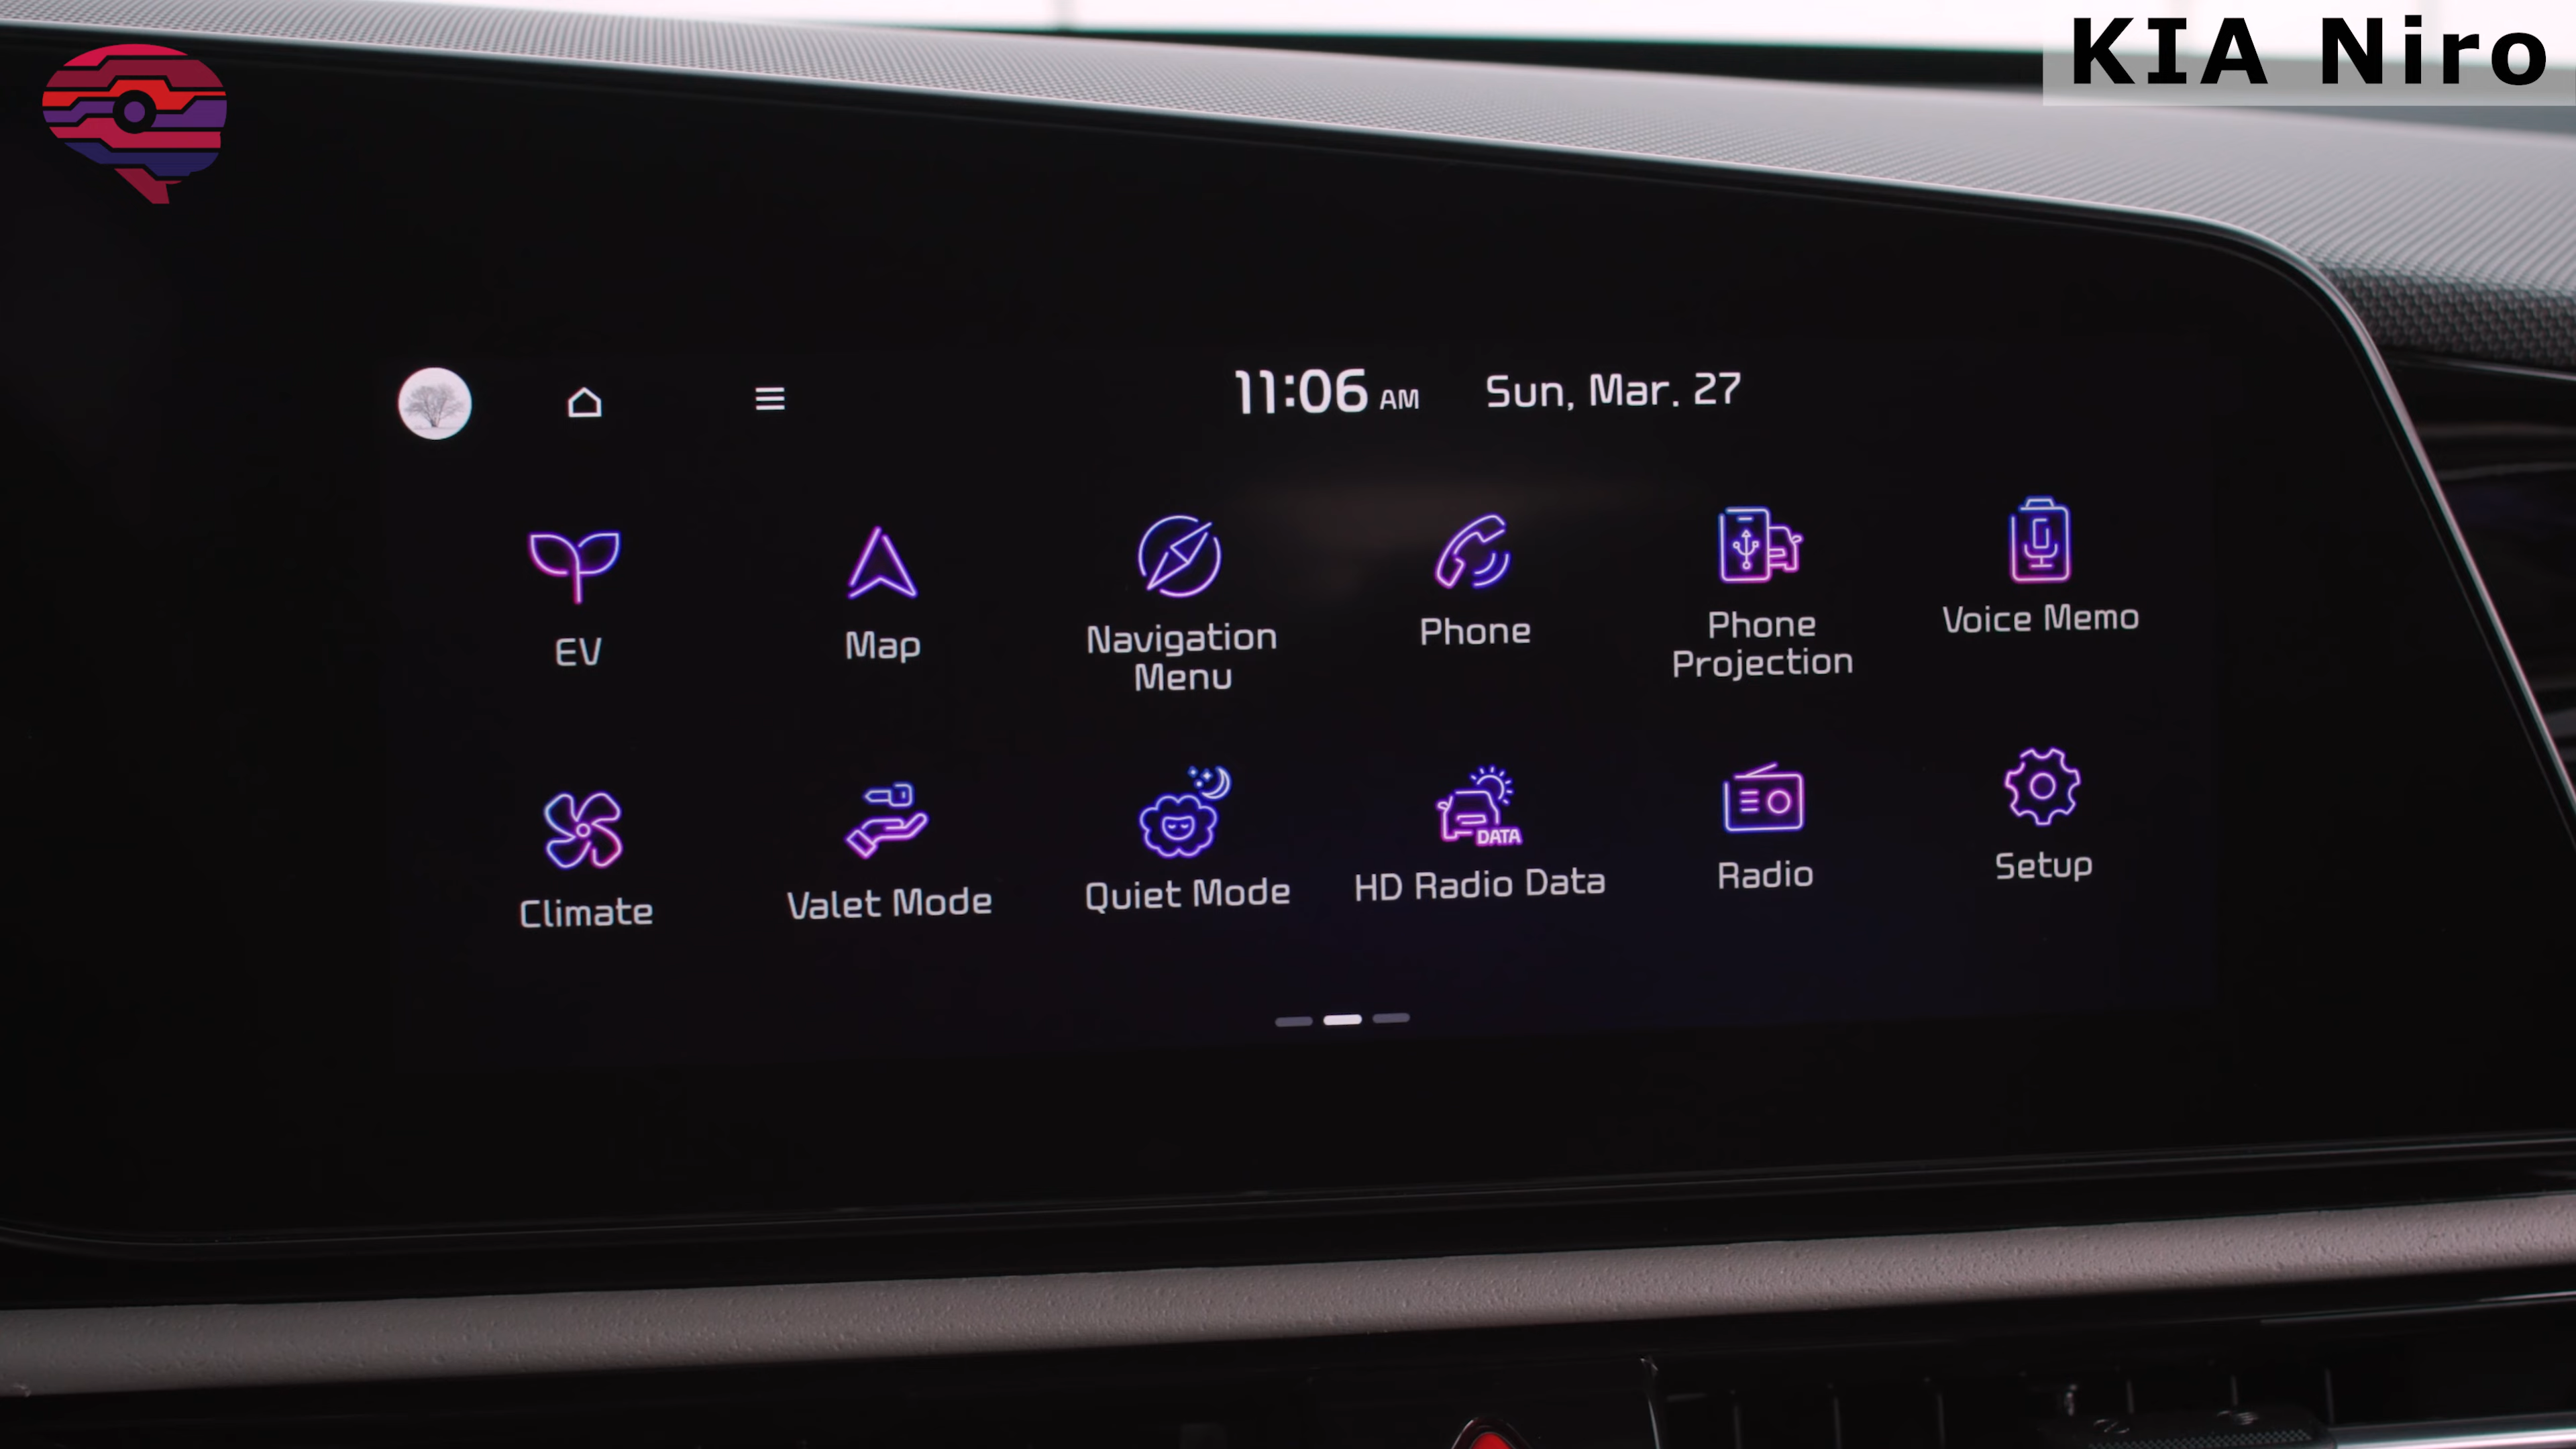 KIA Niro
11:06 AM Sun, Mar. 27
EV
Map
Navigation
Menu
Phone
Phone
Projection
Voice Memo
Climate
Valet Mode
Quiet Mode
DATA
HD Radio Data
Radio
Setup